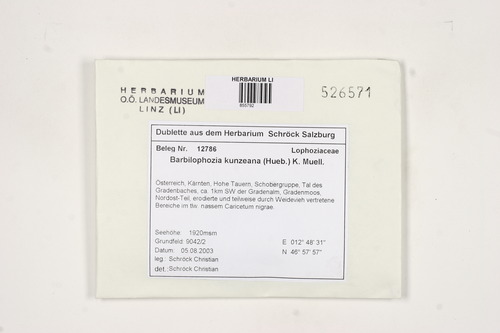 HERBARIUM
O.Ö. LANDESMUSEUM
LINZ (LI)
HERBARIUM LI
555792
526571
Dublette aus dem Herbarium Schröck Salzburg
Beleg Nr. 12786 Lophoziaceae
Barbilophozia kunzeana (Hueb.) K. Muell.
Österreich, Kärnten, Hohe Tauern, Schobergruppe, Tal des
Gradenbaches, ca. 1km SW der Gradenalm, Gradenmoos,
Nordost-Teil, erodierte und teilweise durch Weidevieh vertretene
Bereiche im tw. nassem Caricetum nigrae.
Seehöhe: 1920msm
Grundfeld: 9042/2 E 012° 48' 31"
Datum: 05.08.2003 N 46° 57' 57"
leg.: Schröck Christian
det.: Schröck Christian